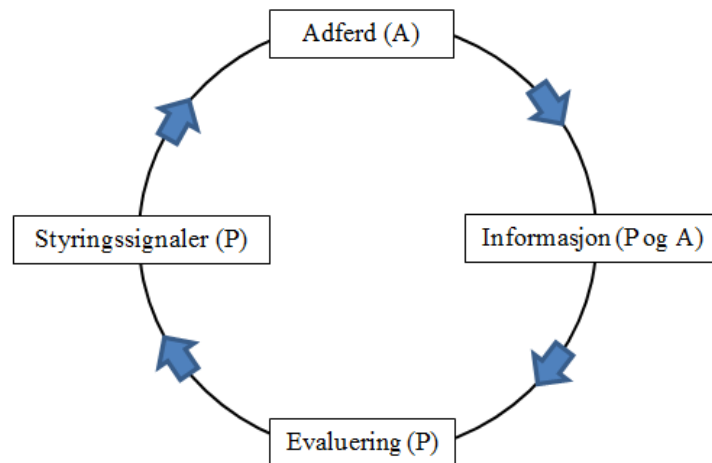 Adferd (A)
Styringssignaler (P)
Informasjon (P og A)
Evaluering (P)